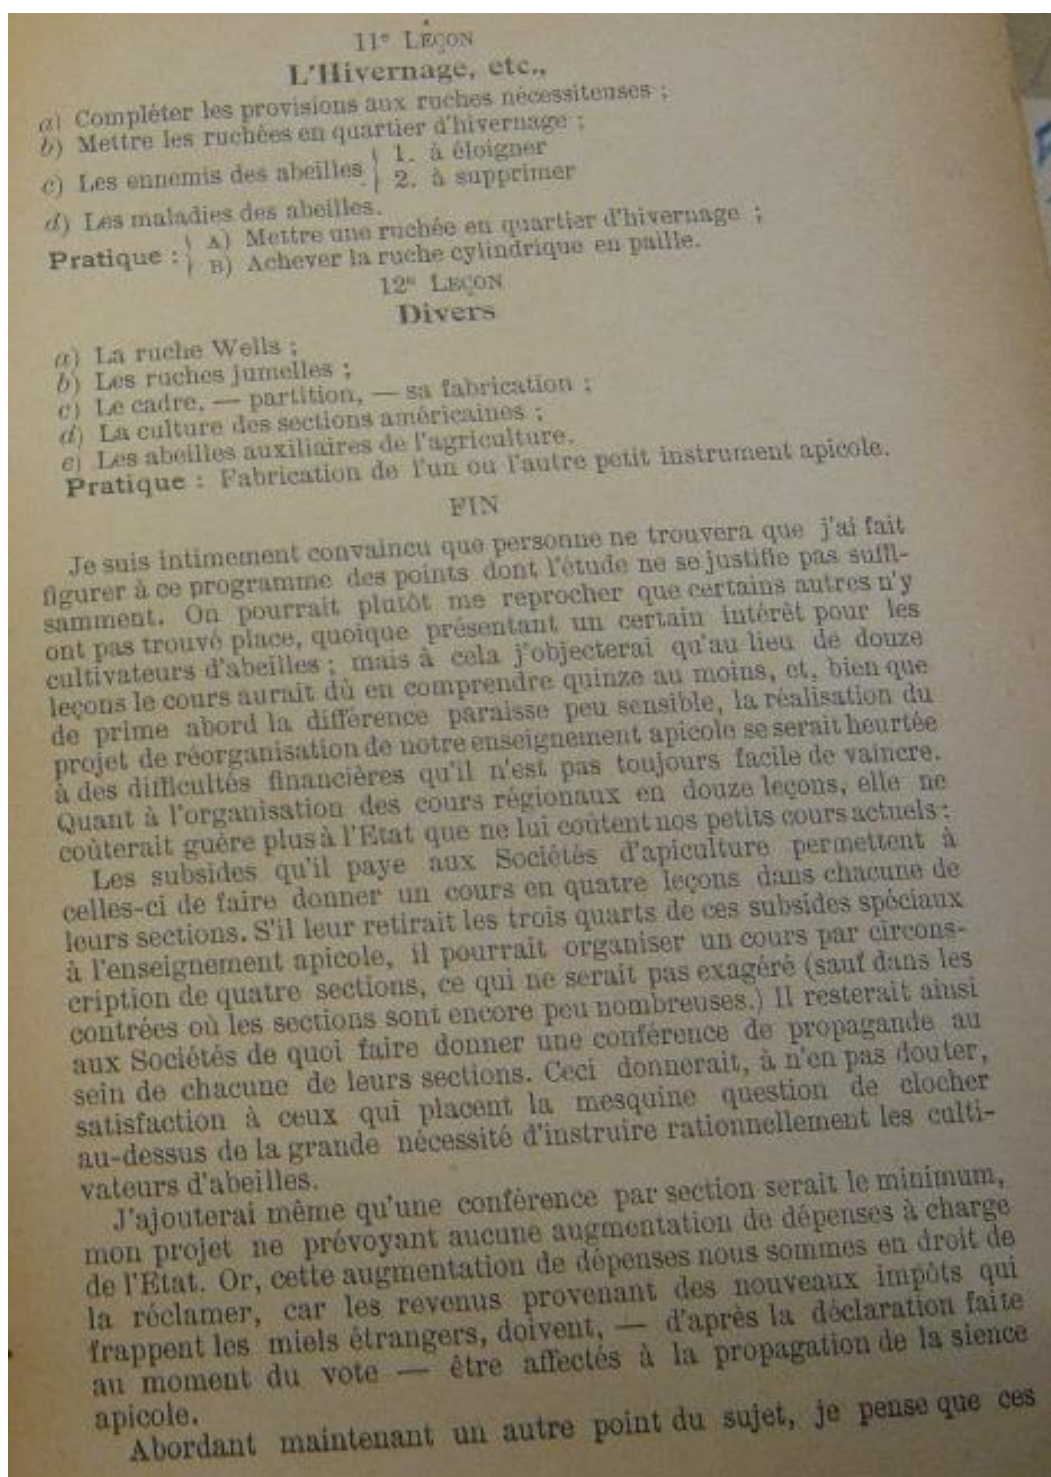 11e LEÇON
L'Hivernage, etc.,
a) Compléter les provisions aux ruches nécessiteuses ;
b) Mettre les ruchées en quartier d'hivernage ;
c) Les ennemis des abeilles { 1. à éloigner
2. à supprimer
d) Les maladies des abeilles.
Pratique : { A) Mettre une ruchée en quartier d'hivernage ;
B) Achever la ruche cylindrique en paille.
12e LEÇON
Divers
a) La ruche Wells ;
b) Les ruches jumelles ;
c) Le cadre, — partition, — sa fabrication ;
d) La culture des sections américaines ;
e) Les abeilles auxiliaires de l'agriculture.
Pratique : Fabrication de l'un ou l'autre petit instrument apicole.
FIN
Je suis intimement convaincu que personne ne trouvera que j'ai fait
figurer à ce programme des points dont l'étude ne se justifie pas suffi-
samment. On pourrait plutôt me reprocher que certains autres n'y
ont pas trouvé place, quoique présentant un certain intérêt pour les
cultivateurs d'abeilles ; mais à cela j'objecterai qu'au lieu de douze
leçons le cours aurait dû en comprendre quinze au moins, et, bien que
de prime abord la différence paraisse peu sensible, la réalisation du
projet de réorganisation de notre enseignement apicole se serait heurtée
à des difficultés financières qu'il n'est pas toujours facile de vaincre.
Quant à l'organisation des cours régionaux en douze leçons, elle ne
coûterait guère plus à l'Etat que ne lui coûtent nos petits cours actuels :
Les subsides qu'il paye aux Sociétés d'apiculture permettent à
celles-ci de faire donner un cours en quatre leçons dans chacune de
leurs sections. S'il leur retirait les trois quarts de ces subsides spéciaux
à l'enseignement apicole, il pourrait organiser un cours par circons-
cription de quatre sections, ce qui ne serait pas exagéré (sauf dans les
contrées où les sections sont encore peu nombreuses.) Il resterait ainsi
aux Sociétés de quoi faire donner une conférence de propagande au
sein de chacune de leurs sections. Ceci donnerait, à n'en pas douter,
satisfaction à ceux qui placent la mesquine question de clocher
au-dessus de la grande nécessité d'instruire rationnellement les culti-
vateurs d'abeilles.
J'ajouterai même qu'une conférence par section serait le minimum,
mon projet ne prévoyant aucune augmentation de dépenses à charge
de l'Etat. Or, cette augmentation de dépenses nous sommes en droit de
la réclamer, car les revenus provenant des nouveaux impôts qui
frappent les miels étrangers, doivent, — d'après la déclaration faite
au moment du vote — être affectés à la propagation de la sience
apicole.
Abordant maintenant un autre point du sujet, je pense que ces